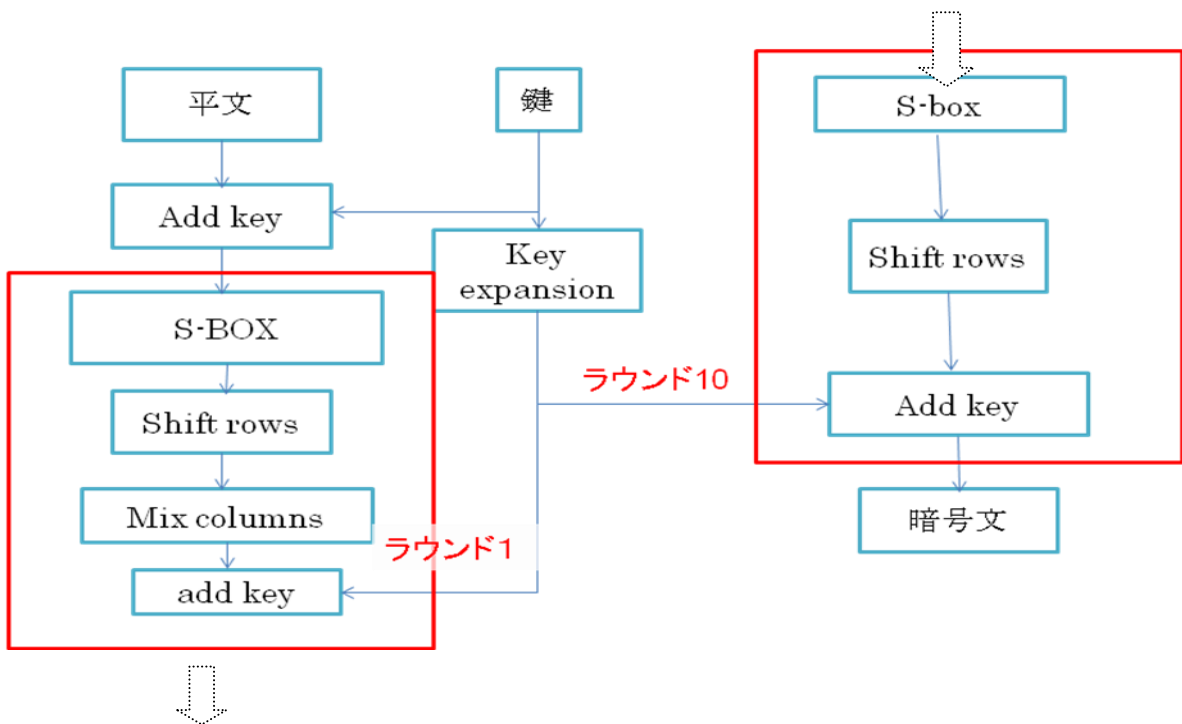 平文
鍵
Add key
Key
expansion
S-BOX
Shift rows
Mix columns
add key
ラウンド1
ラウンド10
S-box
Shift rows
Add key
暗号文